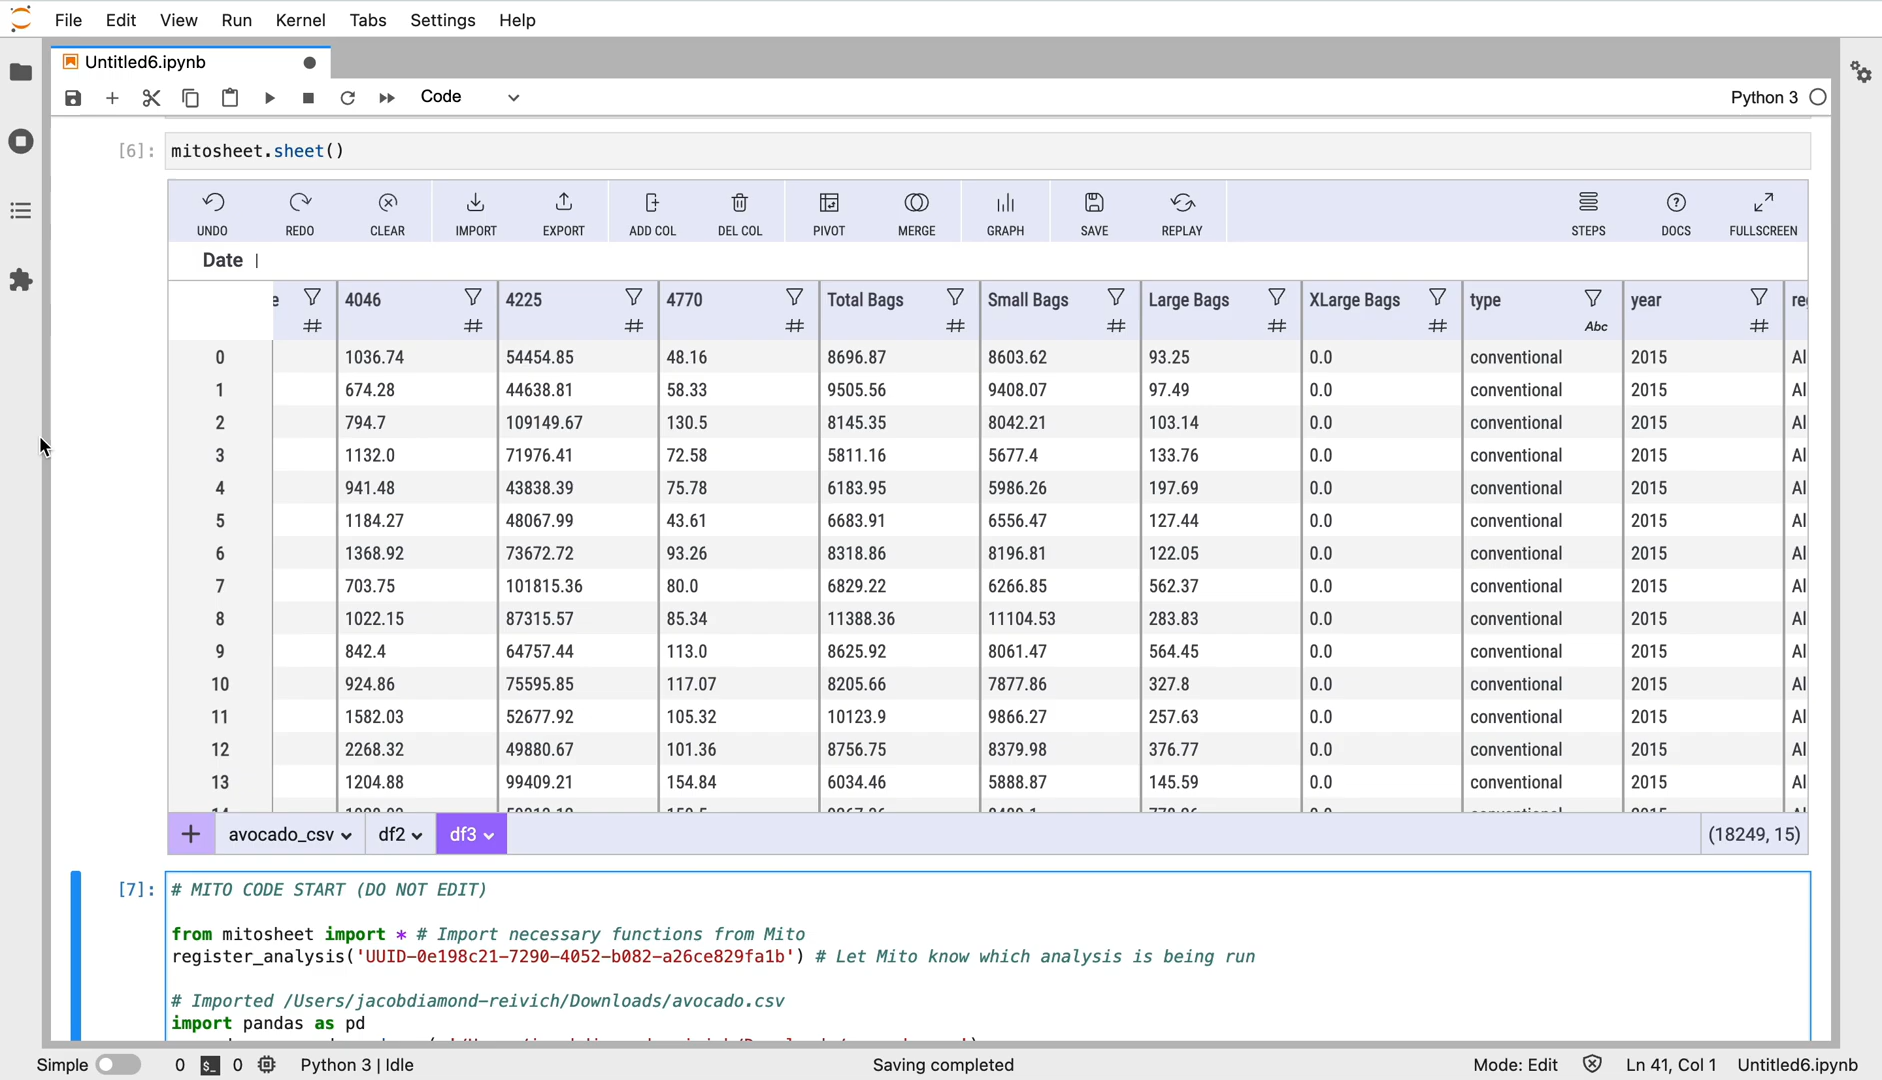 File Edit View Run Kernel Tabs Settings Help
Untitled6.ipynb
Code
Python 3
[6]: mitosheet.sheet()
UNDO REDO CLEAR IMPORT EXPORT ADD COL DEL COL PIVOT MERGE GRAPH SAVE REPLAY STEPS DOCS FULLSCREEN
Date
e 4046 4225 4770 Total Bags Small Bags Large Bags XLarge Bags type year re
# # # # # # # # Abc #
0 1036.74 54454.85 48.16 8696.87 8603.62 93.25 0.0 conventional 2015 Al
1 674.28 44638.81 58.33 9505.56 9408.07 97.49 0.0 conventional 2015 Al
2 794.7 109149.67 130.5 8145.35 8042.21 103.14 0.0 conventional 2015 Al
3 1132.0 71976.41 72.58 5811.16 5677.4 133.76 0.0 conventional 2015 Al
4 941.48 43838.39 75.78 6183.95 5986.26 197.69 0.0 conventional 2015 Al
5 1184.27 48067.99 43.61 6683.91 6556.47 127.44 0.0 conventional 2015 Al
6 1368.92 73672.72 93.26 8318.86 8196.81 122.05 0.0 conventional 2015 Al
7 703.75 101815.36 80.0 6829.22 6266.85 562.37 0.0 conventional 2015 Al
8 1022.15 87315.57 85.34 11388.36 11104.53 283.83 0.0 conventional 2015 Al
9 842.4 64757.44 113.0 8625.92 8061.47 564.45 0.0 conventional 2015 Al
10 924.86 75595.85 117.07 8205.66 7877.86 327.8 0.0 conventional 2015 Al
11 1582.03 52677.92 105.32 10123.9 9866.27 257.63 0.0 conventional 2015 Al
12 2268.32 49880.67 101.36 8756.75 8379.98 376.77 0.0 conventional 2015 Al
13 1204.88 99409.21 154.84 6034.46 5888.87 145.59 0.0 conventional 2015 Al
+ avocado_csv df2 df3 (18249, 15)
[7]: # MITO CODE START (DO NOT EDIT)
from mitosheet import * # Import necessary functions from Mito
register_analysis('UUID-0e198c21-7290-4052-b082-a26ce829fa1b') # Let Mito know which analysis is being run
# Imported /Users/jacobdiamond-reivich/Downloads/avocado.csv
import pandas as pd
Simple 0 $_ 0 Python 3 | Idle Saving completed Mode: Edit Ln 41, Col 1 Untitled6.ipynb